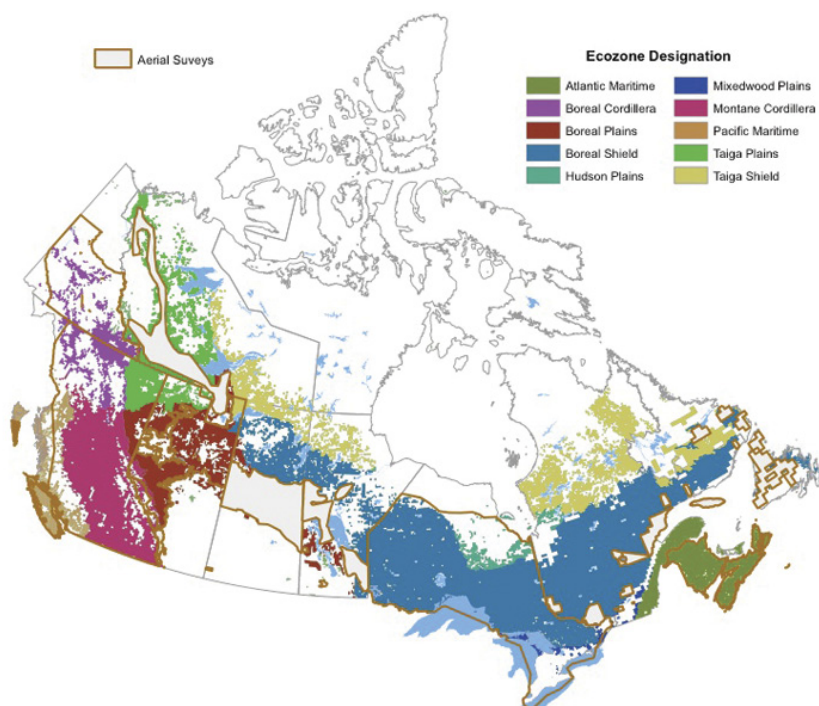 Aerial Suveys
Ecozone Designation
Atlantic Maritime
Mixedwood Plains
Boreal Cordillera
Montane Cordillera
Boreal Plains
Pacific Maritime
Boreal Shield
Taiga Plains
Hudson Plains
Taiga Shield